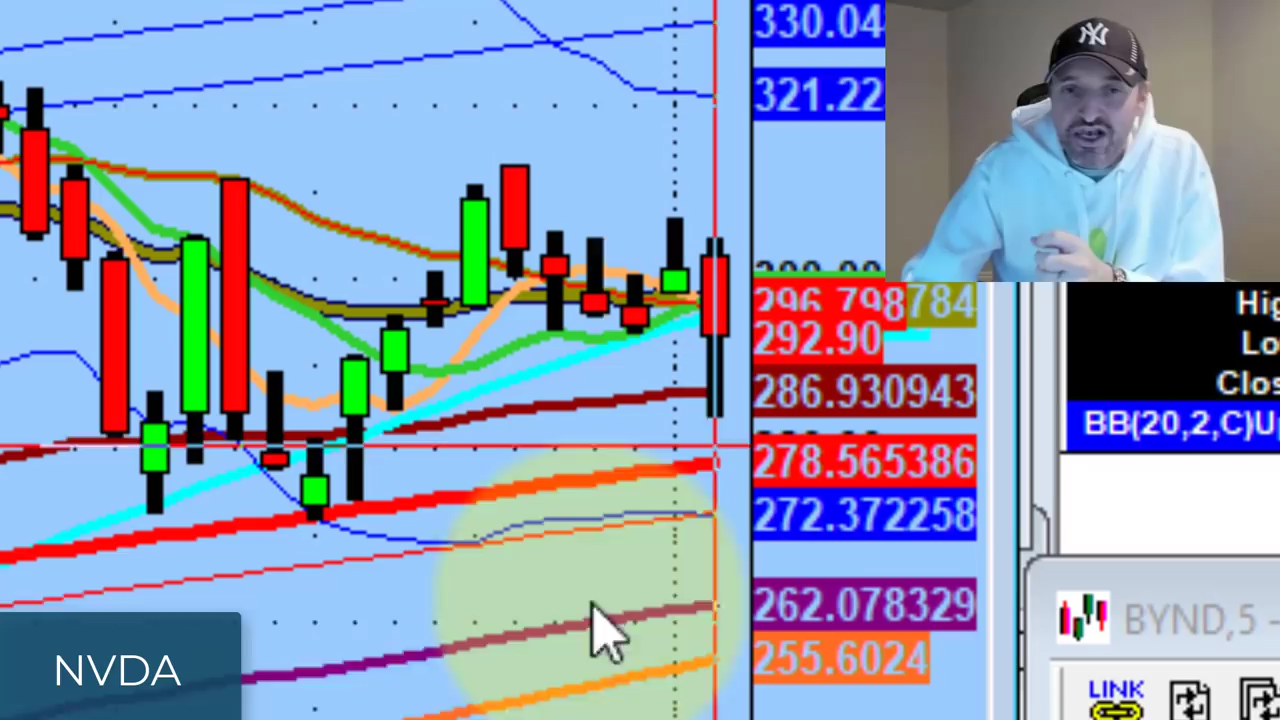 330.04
321.22
296.798784
292.90
286.930943
278.565386
272.372258
262.078329
255.6024
NY
Hig
Lo
Clos
BB(20,2,C)U
BYND,5 -
LINK
NVDA